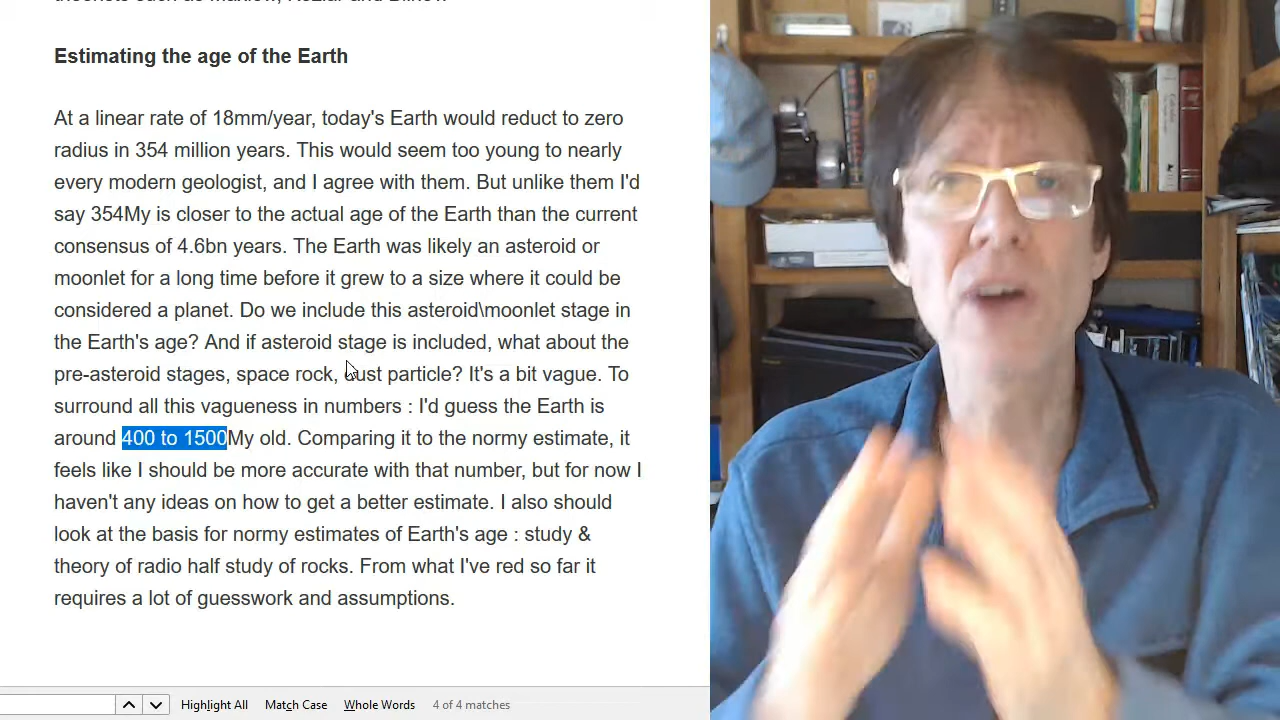 Estimating the age of the Earth
At a linear rate of 18mm/year, today's Earth would reduct to zero
radius in 354 million years. This would seem too young to nearly
every modern geologist, and I agree with them. But unlike them I'd
say 354My is closer to the actual age of the Earth than the current
consensus of 4.6bn years. The Earth was likely an asteroid or
moonlet for a long time before it grew to a size where it could be
considered a planet. Do we include this asteroid\moonlet stage in
the Earth's age? And if asteroid stage is included, what about the
pre-asteroid stages, space rock, dust particle? It's a bit vague. To
surround all this vagueness in numbers : I'd guess the Earth is
around 400 to 1500My old. Comparing it to the normy estimate, it
feels like I should be more accurate with that number, but for now I
haven't any ideas on how to get a better estimate. I also should
look at the basis for normy estimates of Earth's age : study &
theory of radio half study of rocks. From what I've red so far it
requires a lot of guesswork and assumptions.
Highlight All Match Case Whole Words 4 of 4 matches